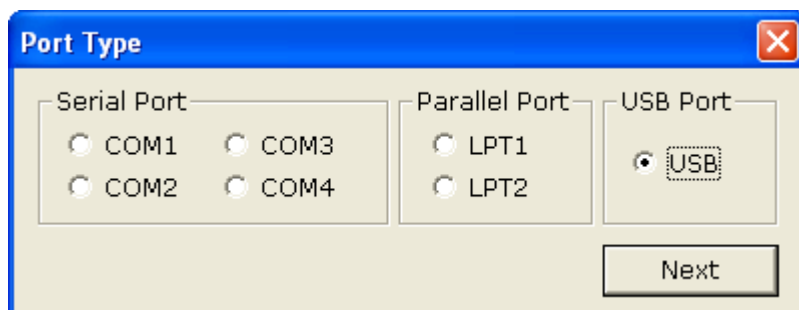 Port Type
Serial Port
COM1 COM3
COM2 COM4
Parallel Port
LPT1
LPT2
USB Port
USB
Next